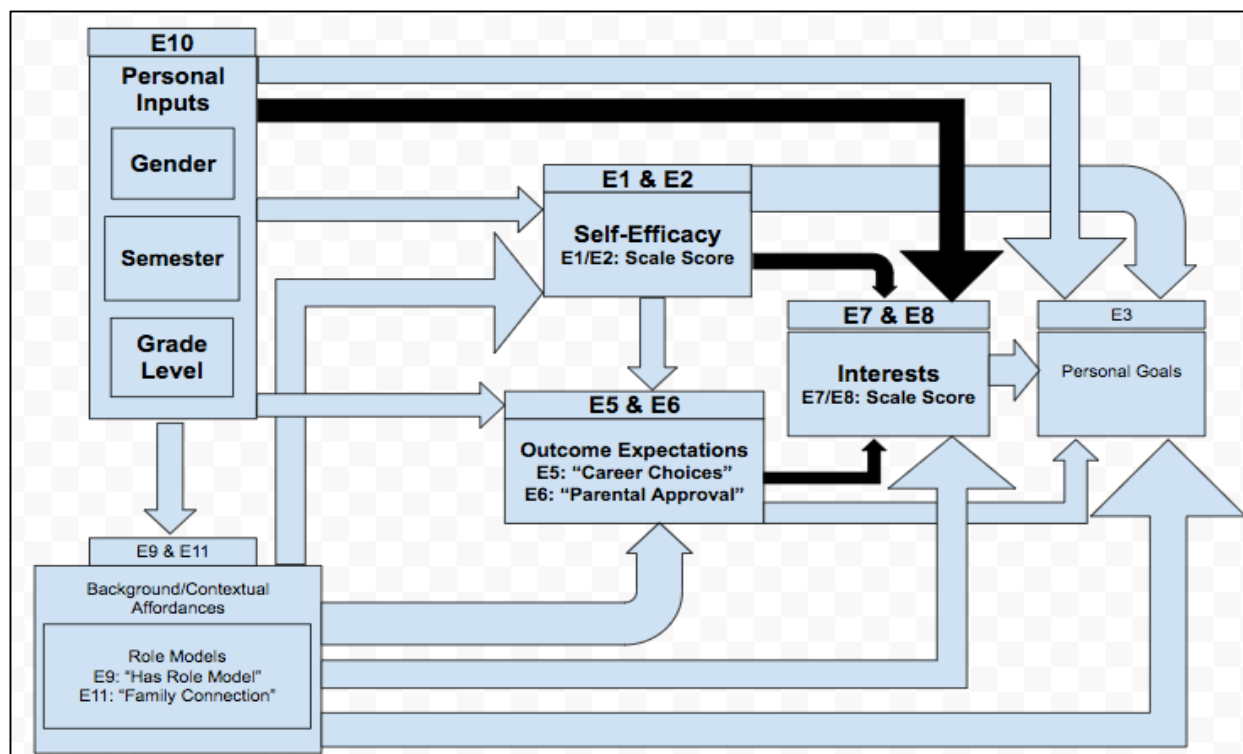 E10
Personal
Inputs
Gender
Semester
Grade
Level
E1 & E2
Self-Efficacy
E1/E2: Scale Score
E7 & E8
Interests
E7/E8: Scale Score
E3
Personal Goals
E5 & E6
Outcome Expectations
E5: “Career Choices”
E6: “Parental Approval”
E9 & E11
Background/Contextual
Affordances
Role Models
E9: “Has Role Model”
E11: “Family Connection”